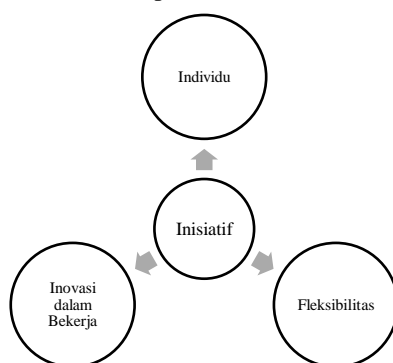 Individu
Inisiatif
Inovasi
dalam
Bekerja
Fleksibilitas